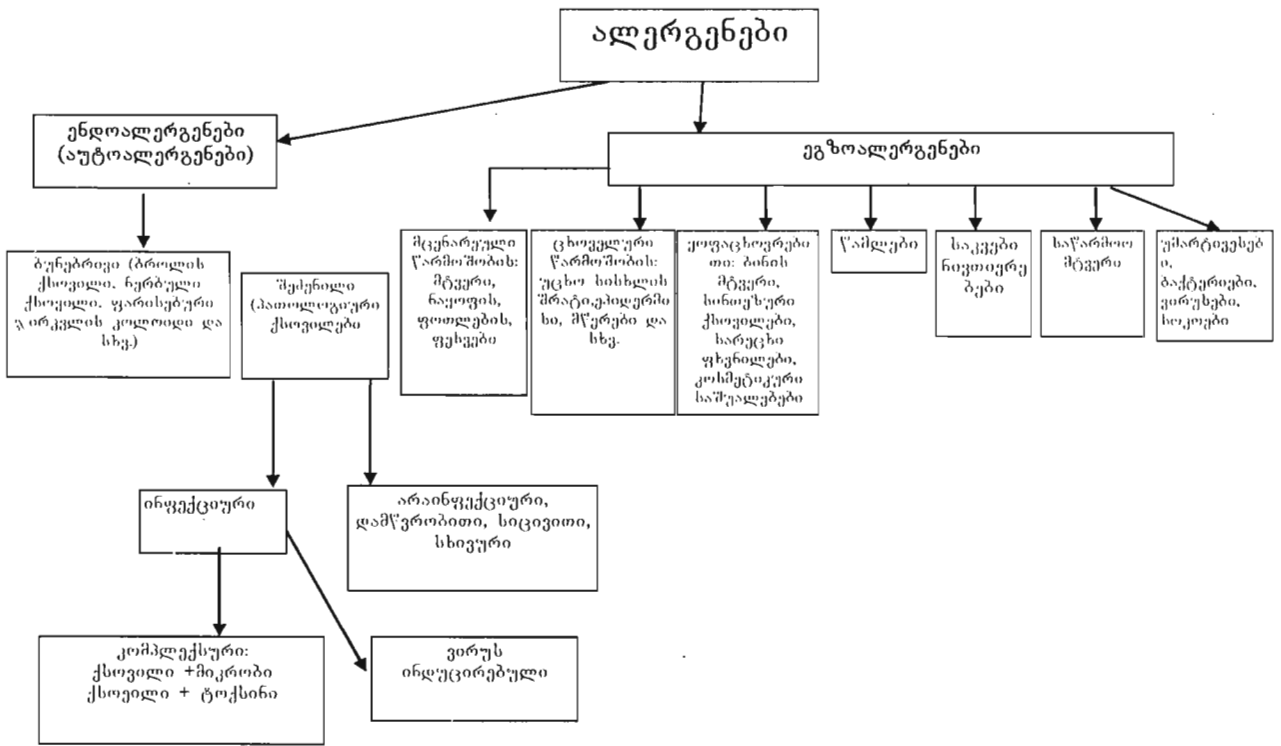 ალერგენები
ენდოალერგენები
(აუტოალერგენები)
ეგზოალერგენები
ბუნებრივი (ბროლის
ქსოვილი, ნერვული
ქსოვილი, ფარისებური
ჯირკვლის კოლოიდი და
სხვ.)
შეძენილი
(პათოლოგიური
ქსოვილები
მცენარეული
წარმოშობის:
მტვერი,
ნაყოფის,
ფოთლების,
ფესვები
ცხოველური
წარმოშობის:
უცხო სისხლის
შრატი,ეპიდერმი
სი, მწერები და
სხვ.
ყოფაცხოვრები
თი: ბინის
მტვერი,
სინთეზური
ქსოვილები,
სარეცხი
ფხვნილები,
კოსმეტიკური
საშუალებები
წამლები
საკვები
ნივთიერე
ბები
საწარმოო
მტვერი
უმარტივესებ
ი,
ბაქტერიები,
ვირუსები,
სოკოები
ინფექციური
არაინფექციური,
დამწვრობითი, სიცივითი,
სხივური
კომპლექსური:
ქსოვილი +მიკრობი
ქსოეილი + ტოქსინი
ვირუს
ინდუცირებული